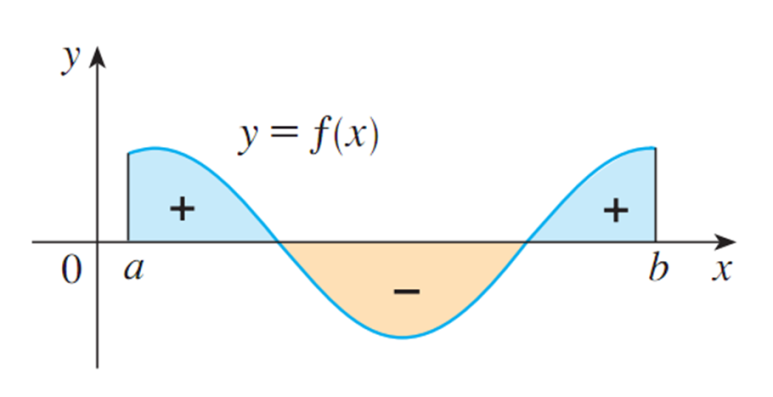 y
y = f(x)
+
+
−
0 a b x